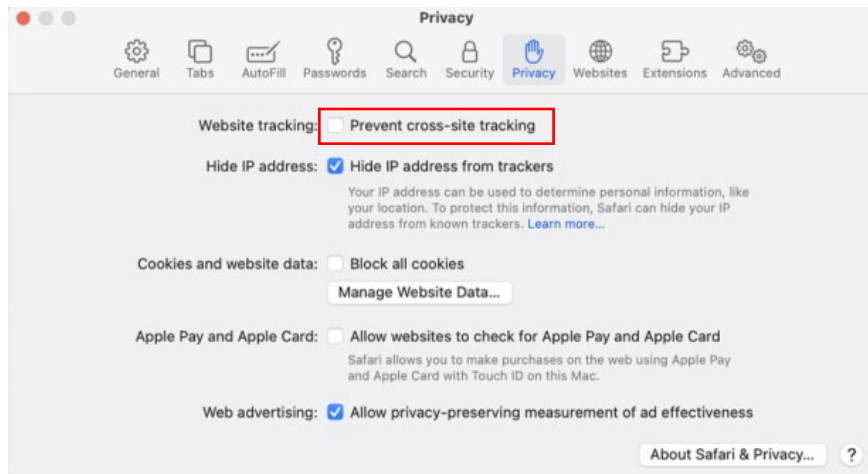 Privacy
General Tabs AutoFill Passwords Search Security Privacy Websites Extensions Advanced
Website tracking: Prevent cross-site tracking
Hide IP address: Hide IP address from trackers
Your IP address can be used to determine personal information, like
your location. To protect this information, Safari can hide your IP
address from known trackers. Learn more...
Cookies and website data: Block all cookies
Manage Website Data...
Apple Pay and Apple Card: Allow websites to check for Apple Pay and Apple Card
Safari allows you to make purchases on the web using Apple Pay
and Apple Card with Touch ID on this Mac.
Web advertising: Allow privacy-preserving measurement of ad effectiveness
About Safari & Privacy... ?